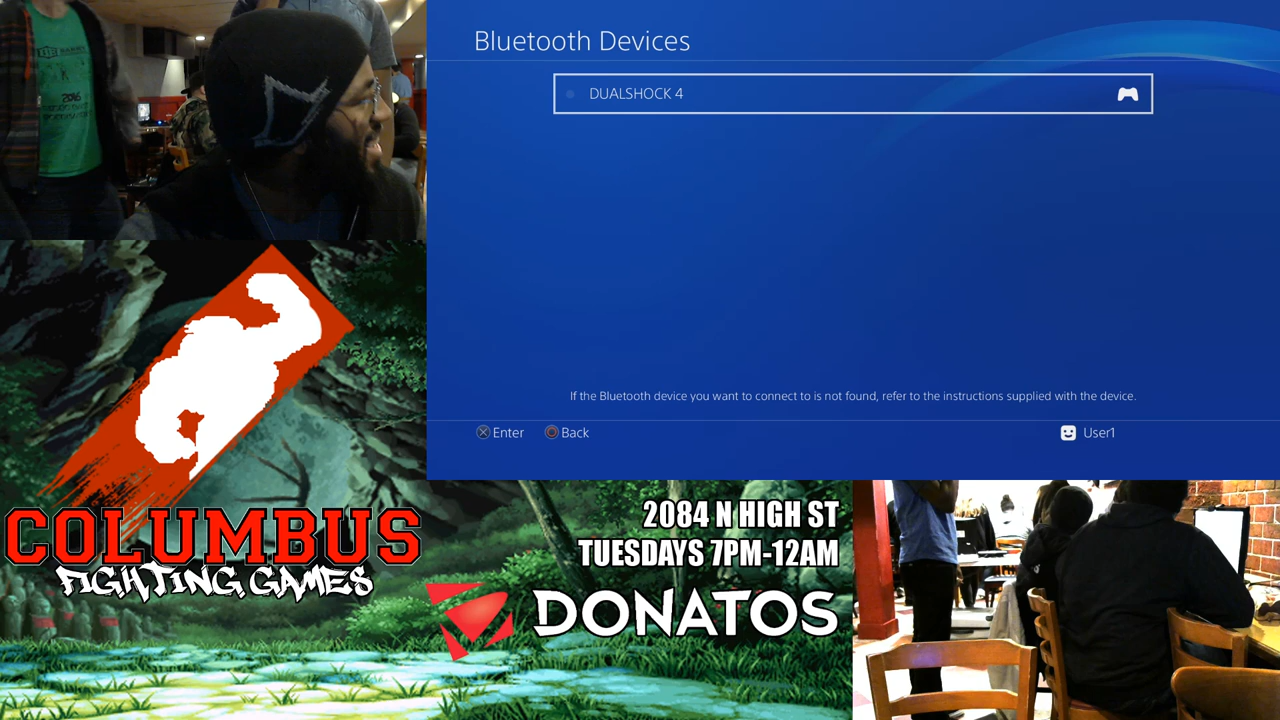 Bluetooth Devices
DUALSHOCK 4
If the Bluetooth device you want to connect to is not found, refer to the instructions supplied with the device.
Enter
Back
User1
2016
COLUMBUS
FIGHTING GAMES
2084 N HIGH ST
TUESDAYS 7PM-12AM
DONATOS